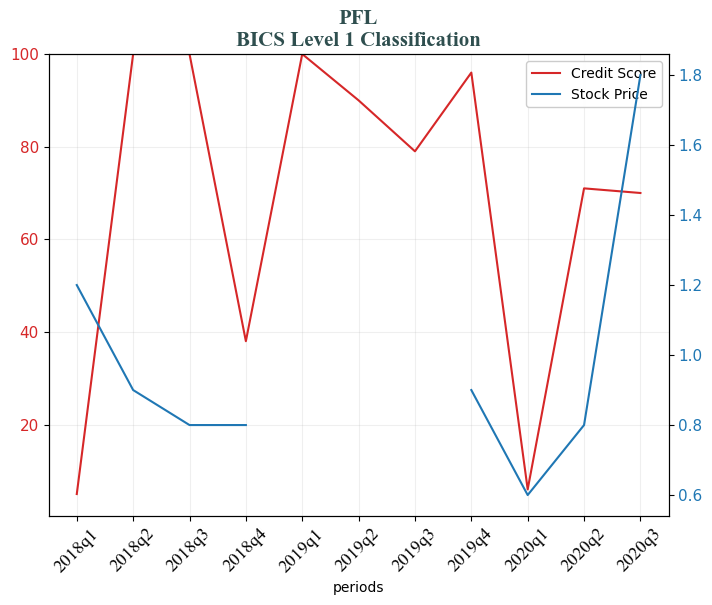 PFL
BICS Level 1 Classification
Credit Score
Stock Price
100
80
60
40
20
1.8
1.6
1.4
1.2
1.0
0.8
0.6
2018q1
2018q2
2018q3
2018q4
2019q1
2019q2
2019q3
2019q4
2020q1
2020q2
2020q3
periods